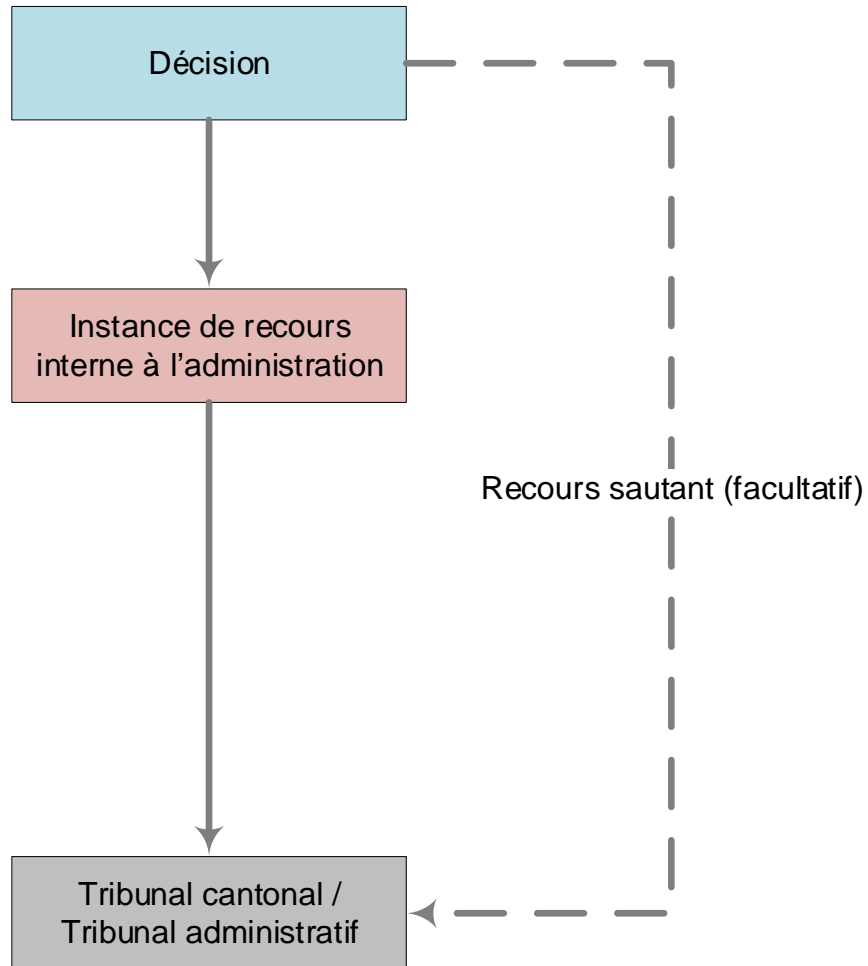 Décision
Instance de recours
interne à l’administration
Recours sautant (facultatif)
Tribunal cantonal /
Tribunal administratif